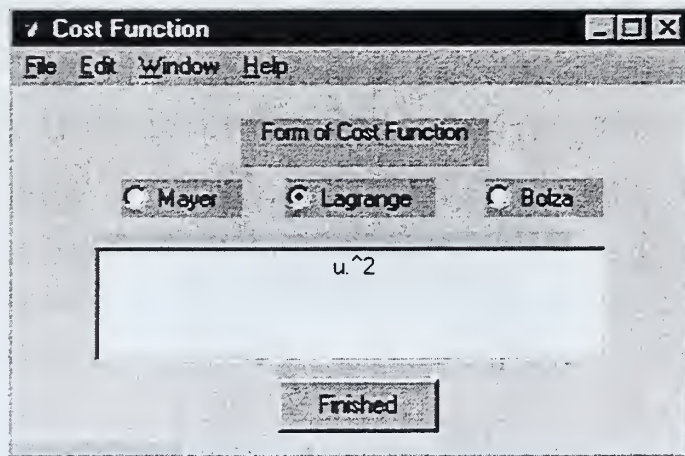 Cost Function
File Edit Window Help
Form of Cost Function
Mayer Lagrange Bolza
u.^2
Finished